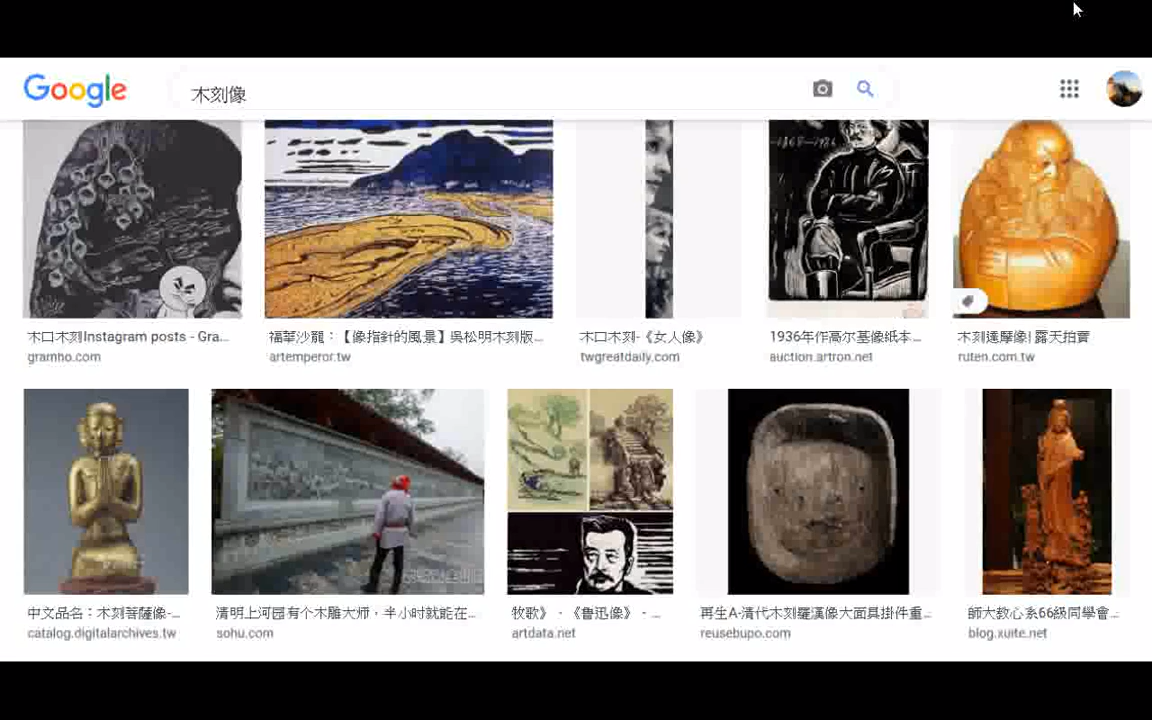 Google
木刻像
1868-1936
木口木刻Instagram posts - Gra...
福華沙龍：【像指針的風景】吳松明木刻版...
木口木刻-《女人像》
1936年作高尔基像纸本...
木刻達摩像! 露天拍賣
gramho.com
artemperor.tw
twgreatdaily.com
auction.artron.net
ruten.com.tw
中文品名：木刻菩薩像-...
清明上河园有个木雕大师，半小时就能在...
牧歌》、《魯迅像》、...
再生A-清代木刻羅漢像大面具掛件重...
師大教心系66級同學會...
catalog.digitalarchives.tw
sohu.com
artdata.net
reusebupo.com
blog.xuite.net